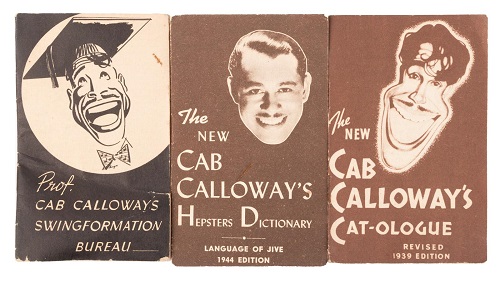 Prof.
CAB CALLOWAY'S
SWINGFORMATION
BUREAU
The
NEW
CAB
CALLOWAY'S
HEPSTERS DICTIONARY
LANGUAGE OF JIVE
1944 EDITION
The
NEW
CAB
CALLOWAY'S
CAT-OLOGUE
REVISED
1939 EDITION